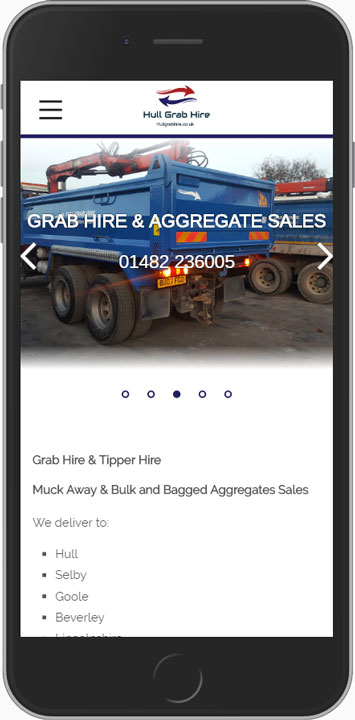 Hull Grab Hire
hullgrabhire.co.uk
GRAB HIRE & AGGREGATE SALES
01482 236005
Grab Hire & Tipper Hire
Muck Away & Bulk and Bagged Aggregates Sales
We deliver to:
Hull
Selby
Goole
Beverley